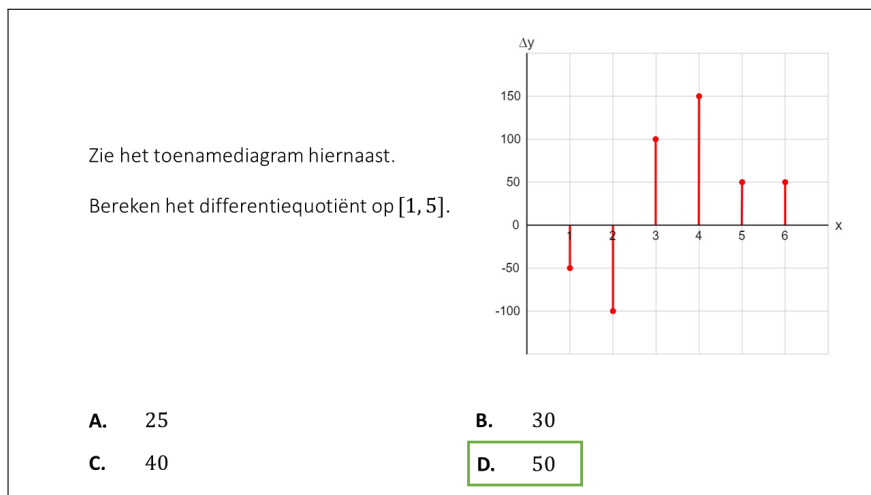 Δy
150
100
50
0
-50
-100
1 2 3 4 5 6
x
Zie het toenamediagram hiernaast.
Bereken het differentiequotiënt op [1, 5].
A. 25
B. 30
C. 40
D. 50